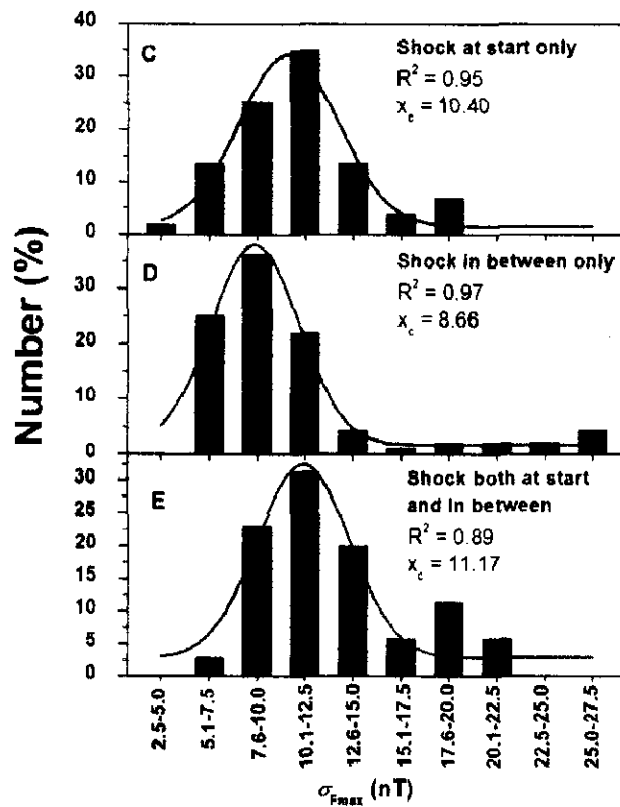 Number (%)
40
30
20
10
0
C
Shock at start only
R² = 0.95
xc = 10.40
30
20
10
0
D
Shock in between only
R² = 0.97
xc = 8.66
30
25
20
15
10
5
0
E
Shock both at start
and in between
R² = 0.89
xc = 11.17
2.5-5.0
5.1-7.5
7.6-10.0
10.1-12.5
12.6-15.0
15.1-17.5
17.6-20.0
20.1-22.5
22.5-25.0
25.0-27.5
σFmax (nT)